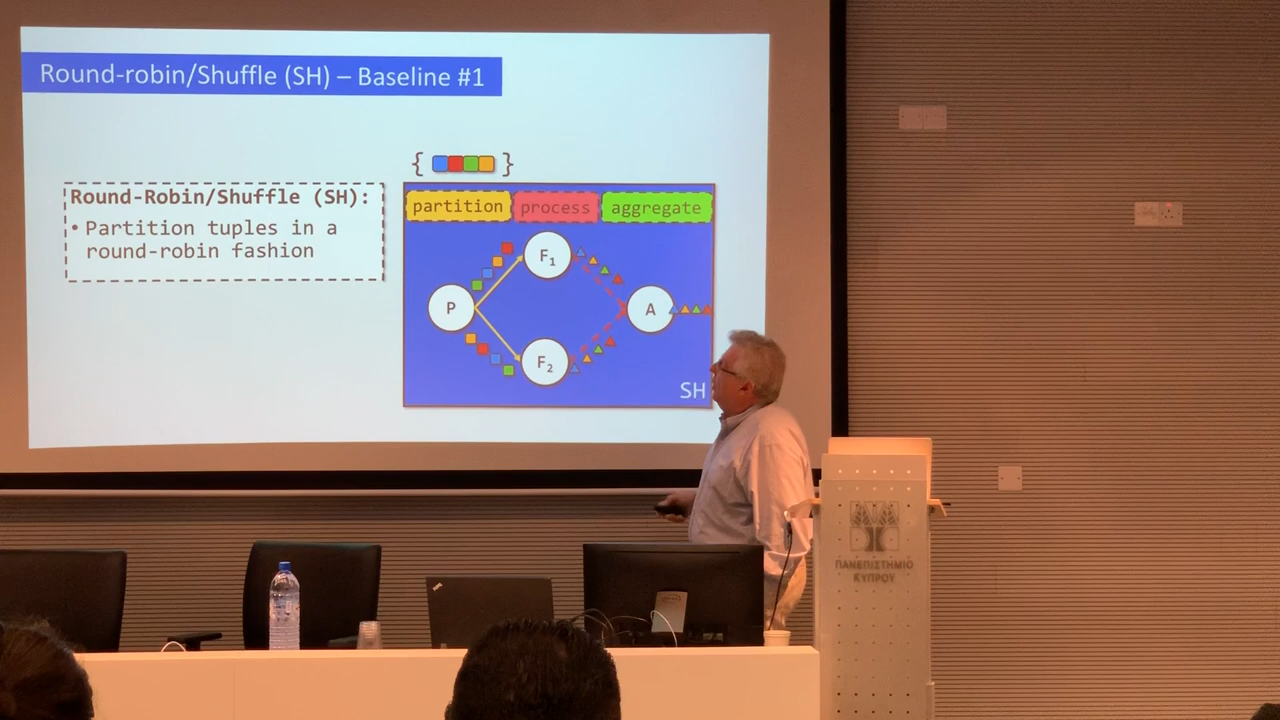 Round-robin/Shuffle (SH) – Baseline #1
{ }
Round-Robin/Shuffle (SH):
• Partition tuples in a
round-robin fashion
partition process aggregate
F1
P
A
F2
SH
ΠΑΝΕΠΙΣΤΗΜΙΟ
ΚΥΠΡΟΥ